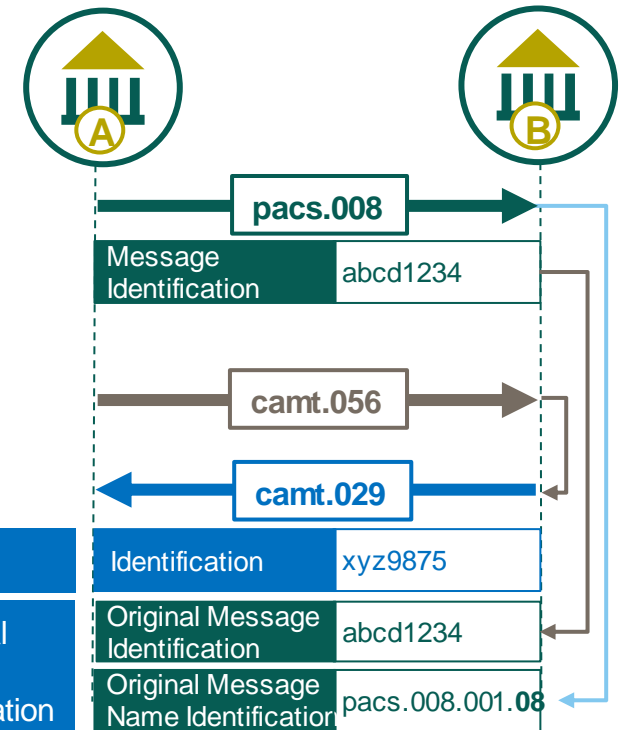 A
B
pacs.008
Message
Identification
abcd1234
camt.056
camt.029
Identification
xyz9875
Original Message
Identification
abcd1234
Original Message
Name Identification
pacs.008.001.08